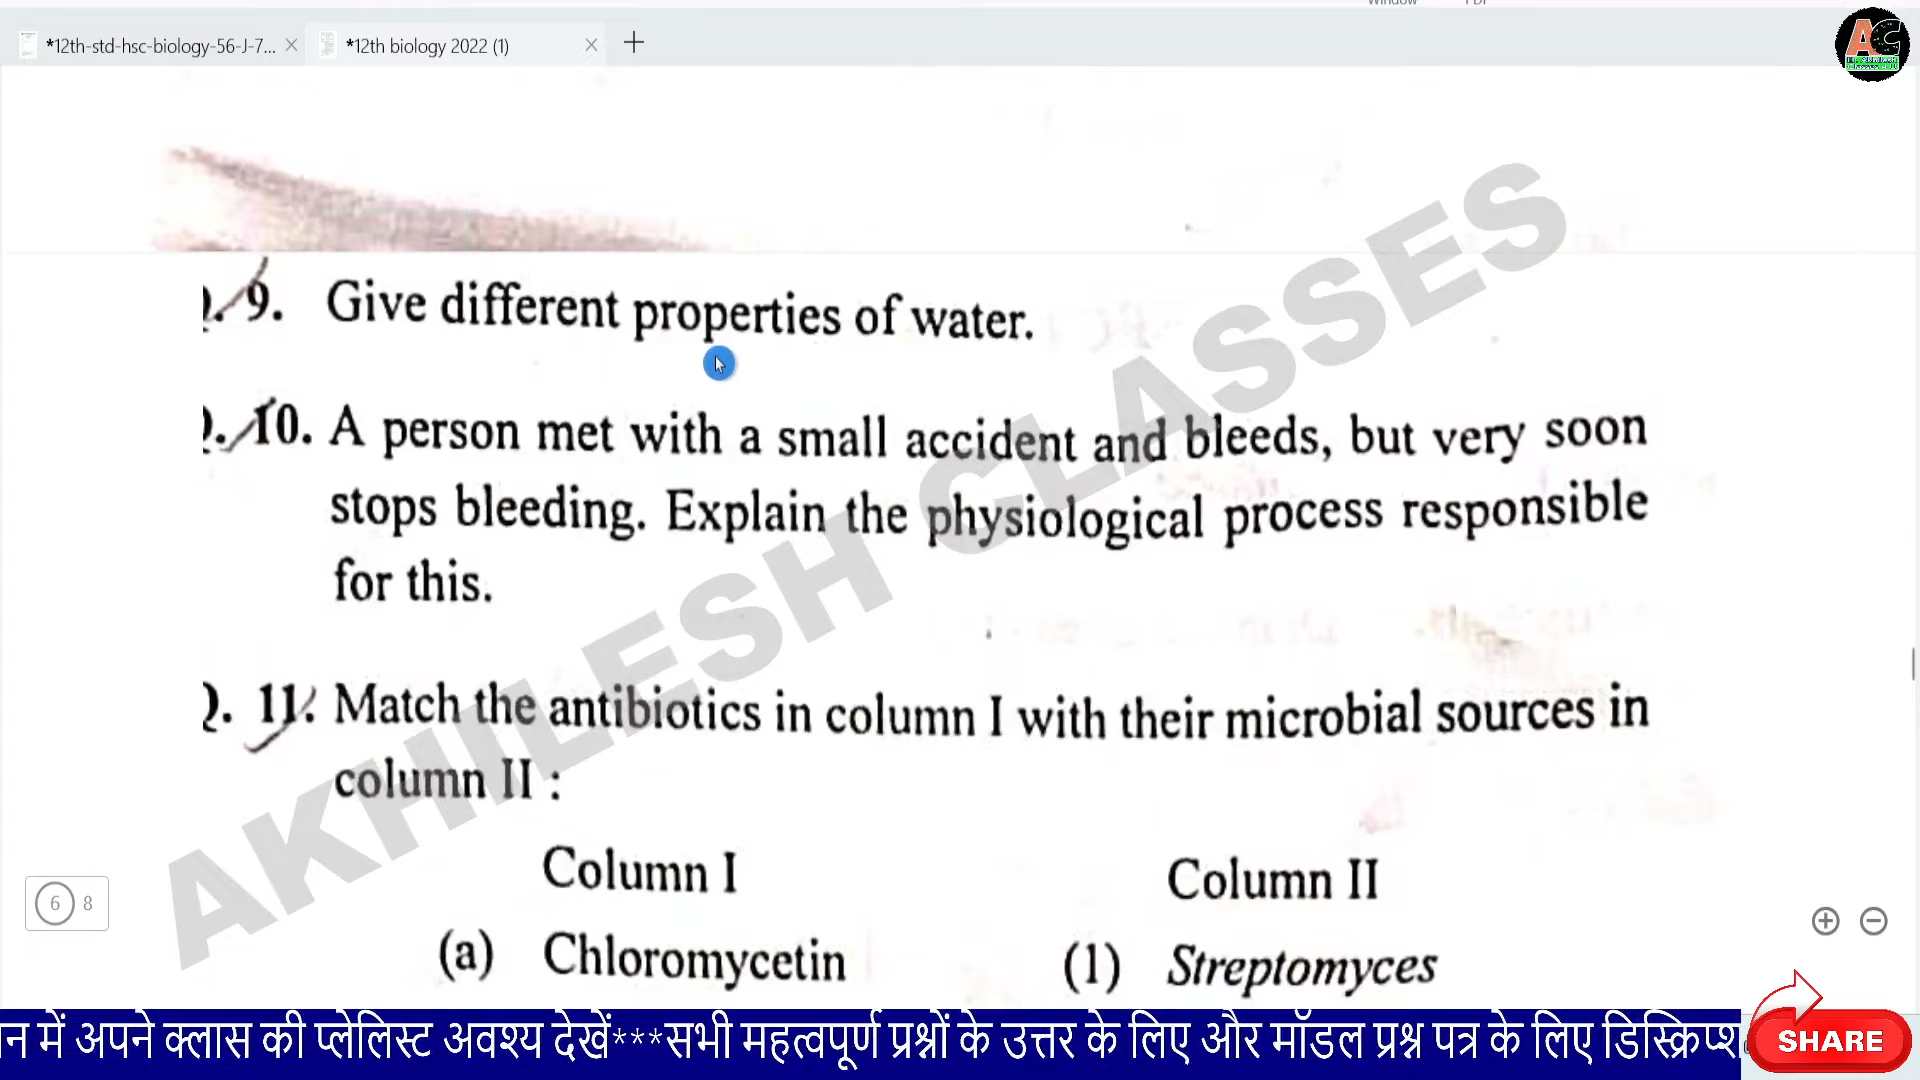 *12th-std-hsc-biology-56-J-7...
*12th biology 2022 (1)
AC
9. Give different properties of water.
10. A person met with a small accident and bleeds, but very soon
stops bleeding. Explain the physiological process responsible
for this.
Q. 11. Match the antibiotics in column I with their microbial sources in
column II :
Column I Column II
(a) Chloromycetin (1) Streptomyces
AKHILESH CLASSES
6 8
न में अपने क्लास की प्लेलिस्ट अवश्य देखें***सभी महत्वपूर्ण प्रश्नों के उत्तर के लिए और मॉडल प्रश्न पत्र के लिए डिस्क्रिप्श
SHARE